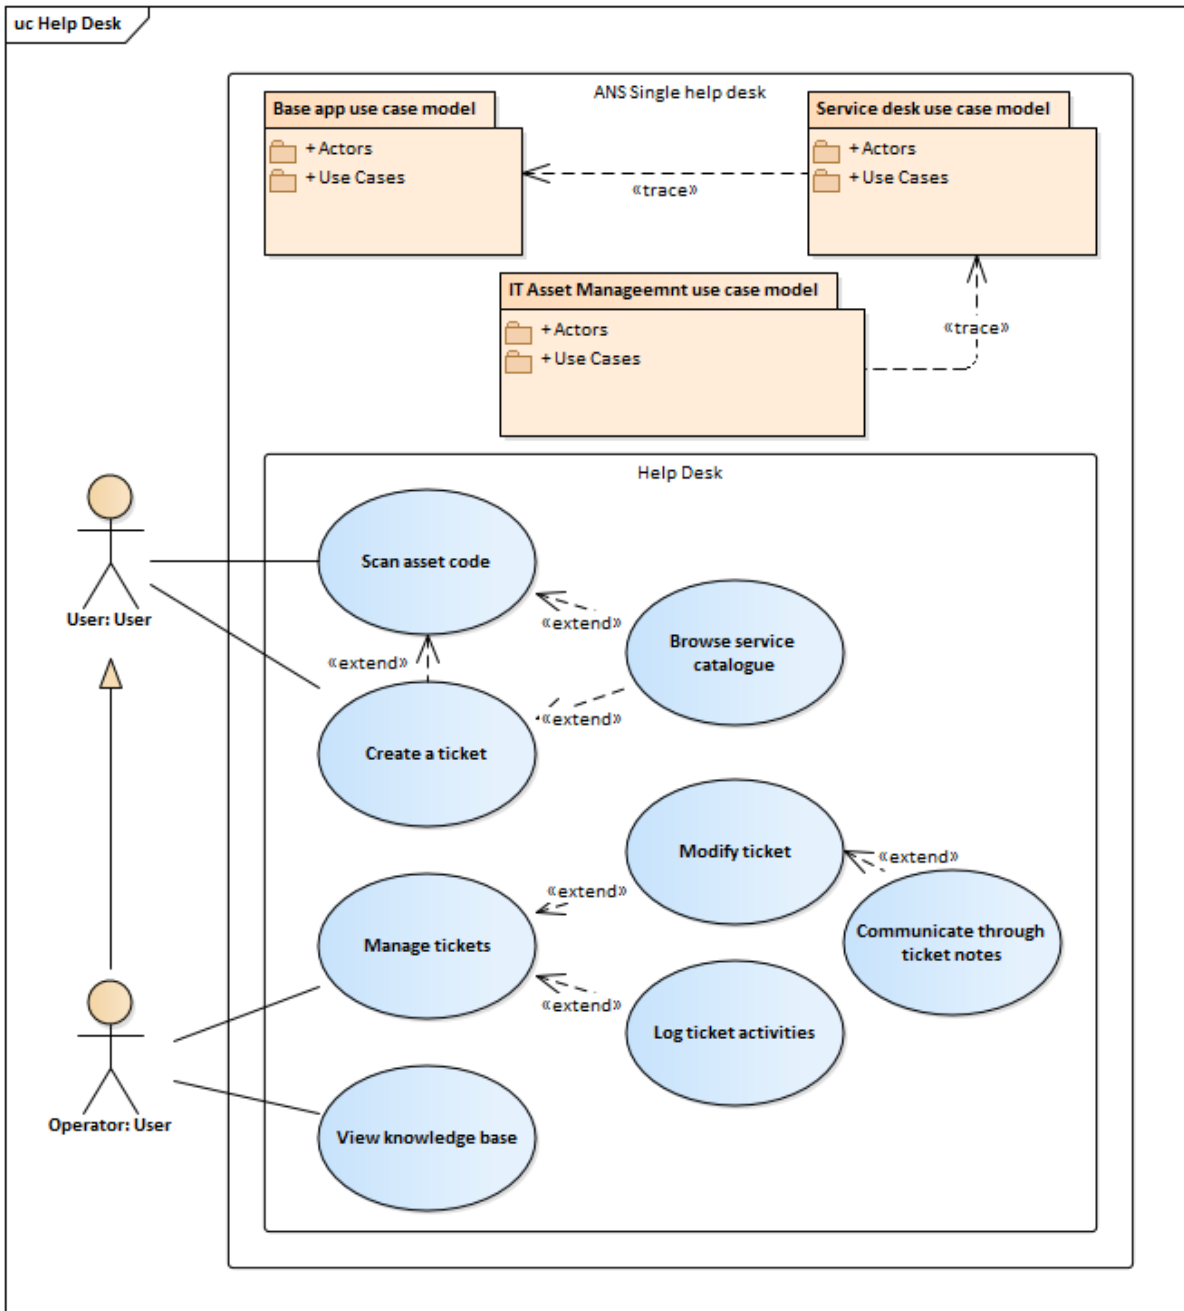 uc Help Desk
ANS Single help desk
Base app use case model
+ Actors
+ Use Cases
Service desk use case model
+ Actors
+ Use Cases
«trace»
IT Asset Manageemnt use case model
+ Actors
+ Use Cases
«trace»
Help Desk
Scan asset code
User: User
«extend»
Browse service
catalogue
«extend»
«extend»
Create a ticket
Modify ticket
«extend»
«extend»
Communicate through
ticket notes
Manage tickets
«extend»
Log ticket activities
Operator: User
View knowledge base